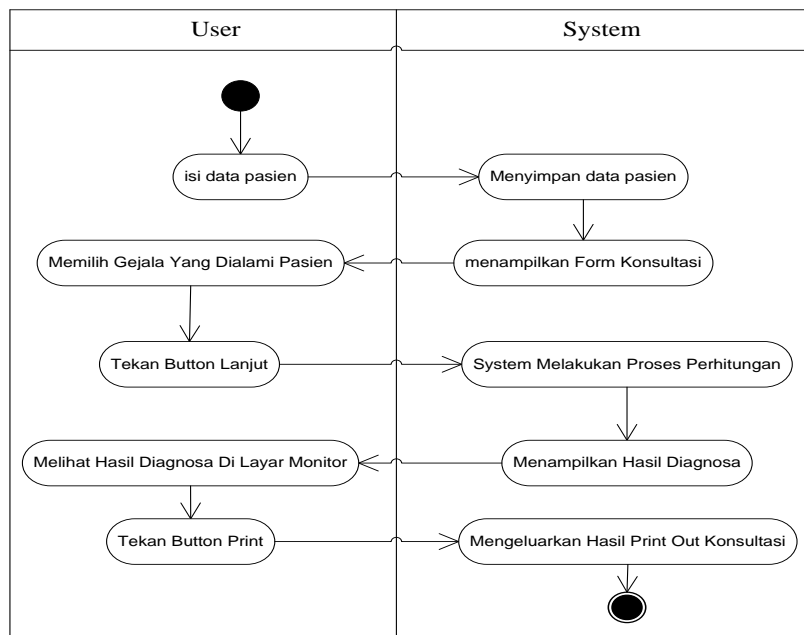 User
System
isi data pasien
Menyimpan data pasien
Memilih Gejala Yang Dialami Pasien
menampilkan Form Konsultasi
Tekan Button Lanjut
System Melakukan Proses Perhitungan
Melihat Hasil Diagnosa Di Layar Monitor
Menampilkan Hasil Diagnosa
Tekan Button Print
Mengeluarkan Hasil Print Out Konsultasi